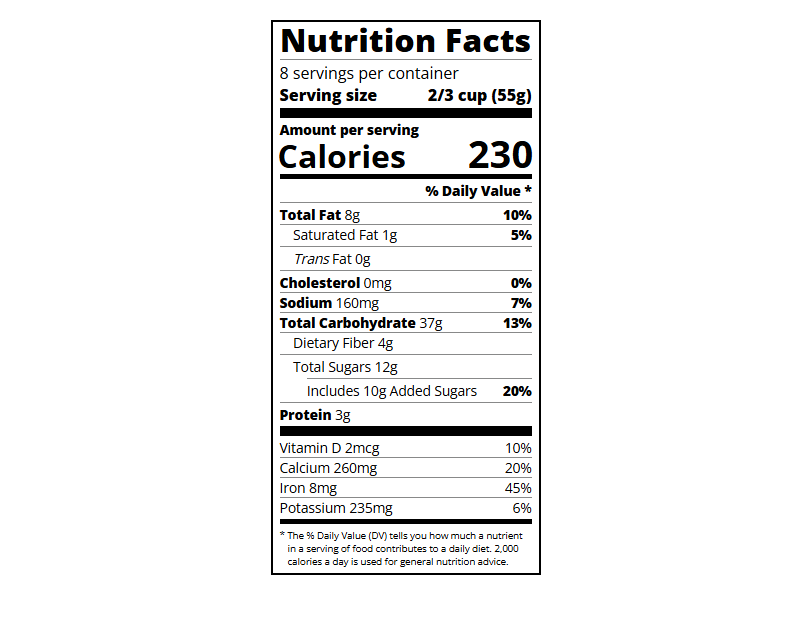 Nutrition Facts
8 servings per container
Serving size 2/3 cup (55g)
Amount per serving
Calories 230
% Daily Value *
Total Fat 8g 10%
Saturated Fat 1g 5%
Trans Fat 0g
Cholesterol 0mg 0%
Sodium 160mg 7%
Total Carbohydrate 37g 13%
Dietary Fiber 4g
Total Sugars 12g
Includes 10g Added Sugars 20%
Protein 3g
Vitamin D 2mcg 10%
Calcium 260mg 20%
Iron 8mg 45%
Potassium 235mg 6%
* The % Daily Value (DV) tells you how much a nutrient
in a serving of food contributes to a daily diet. 2,000
calories a day is used for general nutrition advice.